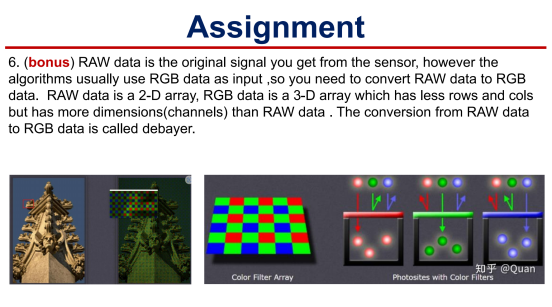 Assignment
6. (bonus) RAW data is the original signal you get from the sensor, however the
algorithms usually use RGB data as input ,so you need to convert RAW data to RGB
data. RAW data is a 2-D array, RGB data is a 3-D array which has less rows and cols
but has more dimensions(channels) than RAW data . The conversion from RAW data
to RGB data is called debayer.
Color Filter Array
Photosites with Color Filters
知乎 @Quan